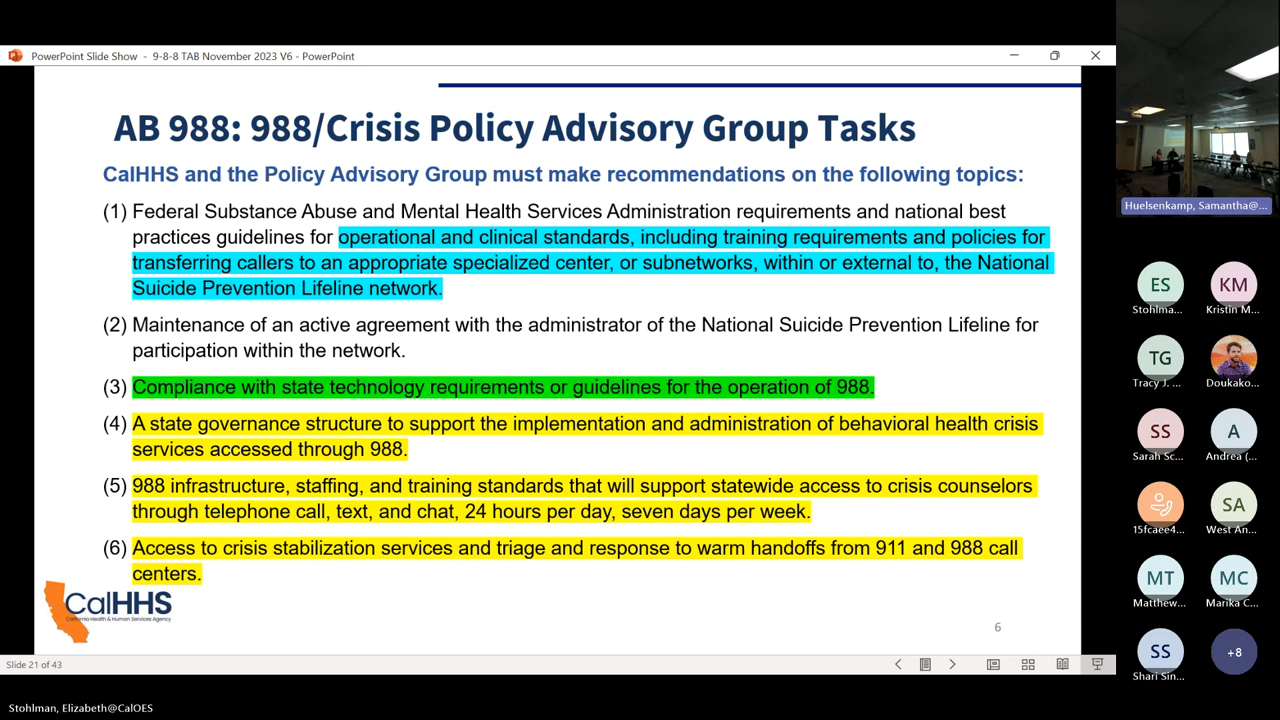 PowerPoint Slide Show - 9-8-8 TAB November 2023 V6 - PowerPoint
AB 988: 988/Crisis Policy Advisory Group Tasks
CalHHS and the Policy Advisory Group must make recommendations on the following topics:
(1) Federal Substance Abuse and Mental Health Services Administration requirements and national best
practices guidelines for operational and clinical standards, including training requirements and policies for
transferring callers to an appropriate specialized center, or subnetworks, within or external to, the National
Suicide Prevention Lifeline network.
(2) Maintenance of an active agreement with the administrator of the National Suicide Prevention Lifeline for
participation within the network.
(3) Compliance with state technology requirements or guidelines for the operation of 988.
(4) A state governance structure to support the implementation and administration of behavioral health crisis
services accessed through 988.
(5) 988 infrastructure, staffing, and training standards that will support statewide access to crisis counselors
through telephone call, text, and chat, 24 hours per day, seven days per week.
(6) Access to crisis stabilization services and triage and response to warm handoffs from 911 and 988 call
centers.
CalHHS
California Health & Human Services Agency
6
Slide 21 of 43
Stohlman, Elizabeth@CalOES
Huelsenkamp, Samantha@...
ES
Stohlma...
KM
Kristin M...
TG
Tracy J. ...
Doukako...
SS
Sarah Sc...
A
Andrea (...
15fcaee4...
SA
West An...
MT
Matthew...
MC
Marika C...
SS
Shari Sin...
+8